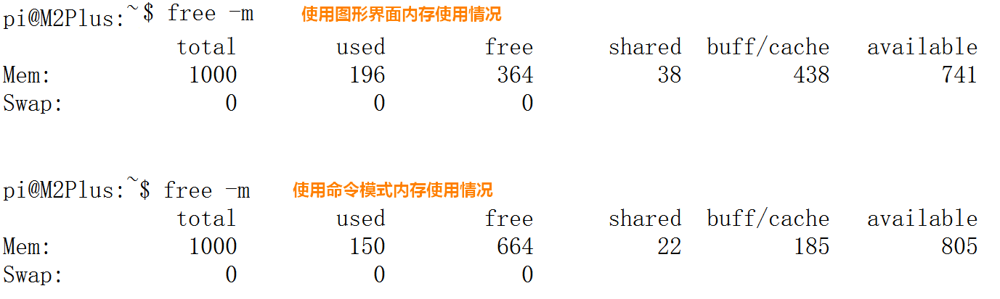 pi@M2Plus:~$ free -m 使用图形界面内存使用情况
total used free shared buff/cache available
Mem: 1000 196 364 38 438 741
Swap: 0 0 0
pi@M2Plus:~$ free -m 使用命令模式内存使用情况
total used free shared buff/cache available
Mem: 1000 150 664 22 185 805
Swap: 0 0 0